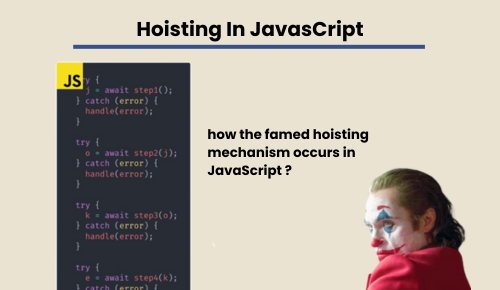 Hoisting In JavasCript
JS
ry {
j = await step1();
} catch (error) {
handle(error);
}
try {
o = await step2(j);
} catch (error) {
handle(error);
}
try {
k = await step3(o);
} catch (error) {
handle(error);
}
try {
e = await step4(k);
} catch (error) {
how the famed hoisting
mechanism occurs in
JavaScript ?